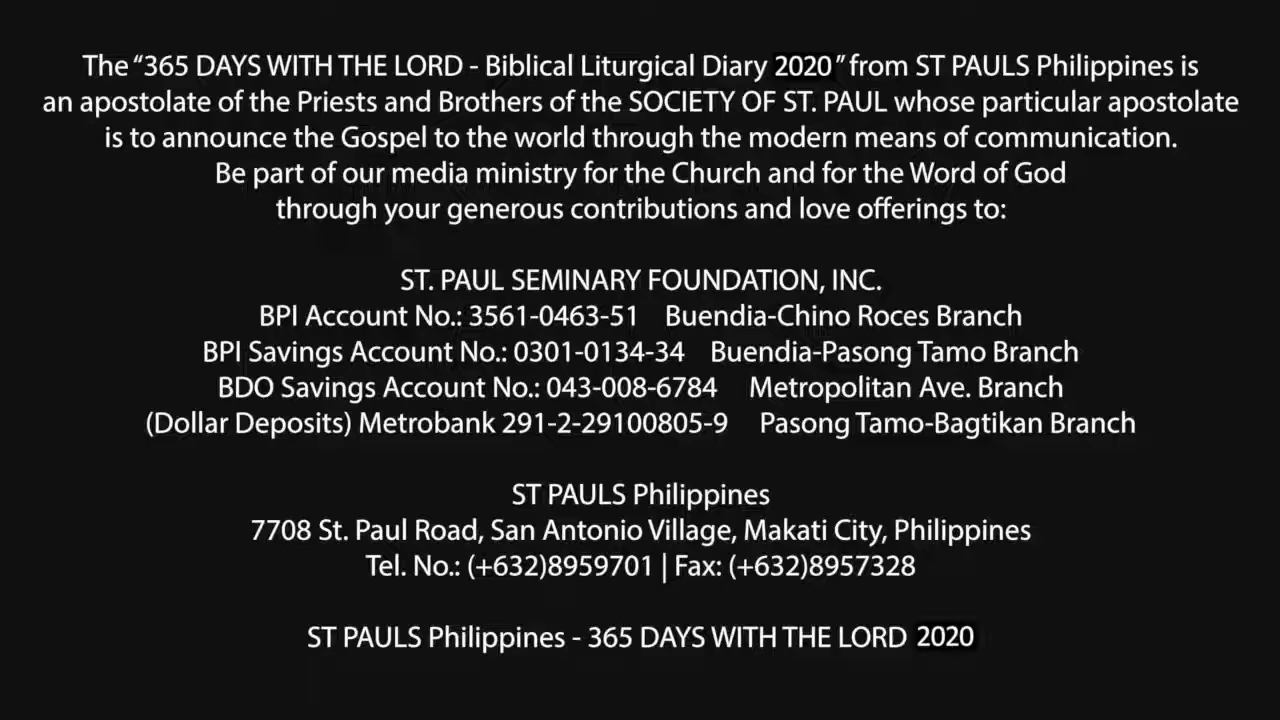 The “365 DAYS WITH THE LORD - Biblical Liturgical Diary 2020” from ST PAULS Philippines is
an apostolate of the Priests and Brothers of the SOCIETY OF ST. PAUL whose particular apostolate
is to announce the Gospel to the world through the modern means of communication.
Be part of our media ministry for the Church and for the Word of God
through your generous contributions and love offerings to:
ST. PAUL SEMINARY FOUNDATION, INC.
BPI Account No.: 3561-0463-51 Buendia-Chino Roces Branch
BPI Savings Account No.: 0301-0134-34 Buendia-Pasong Tamo Branch
BDO Savings Account No.: 043-008-6784 Metropolitan Ave. Branch
(Dollar Deposits) Metrobank 291-2-29100805-9 Pasong Tamo-Bagtikan Branch
ST PAULS Philippines
7708 St. Paul Road, San Antonio Village, Makati City, Philippines
Tel. No.: (+632)8959701 | Fax: (+632)8957328
ST PAULS Philippines - 365 DAYS WITH THE LORD 2020